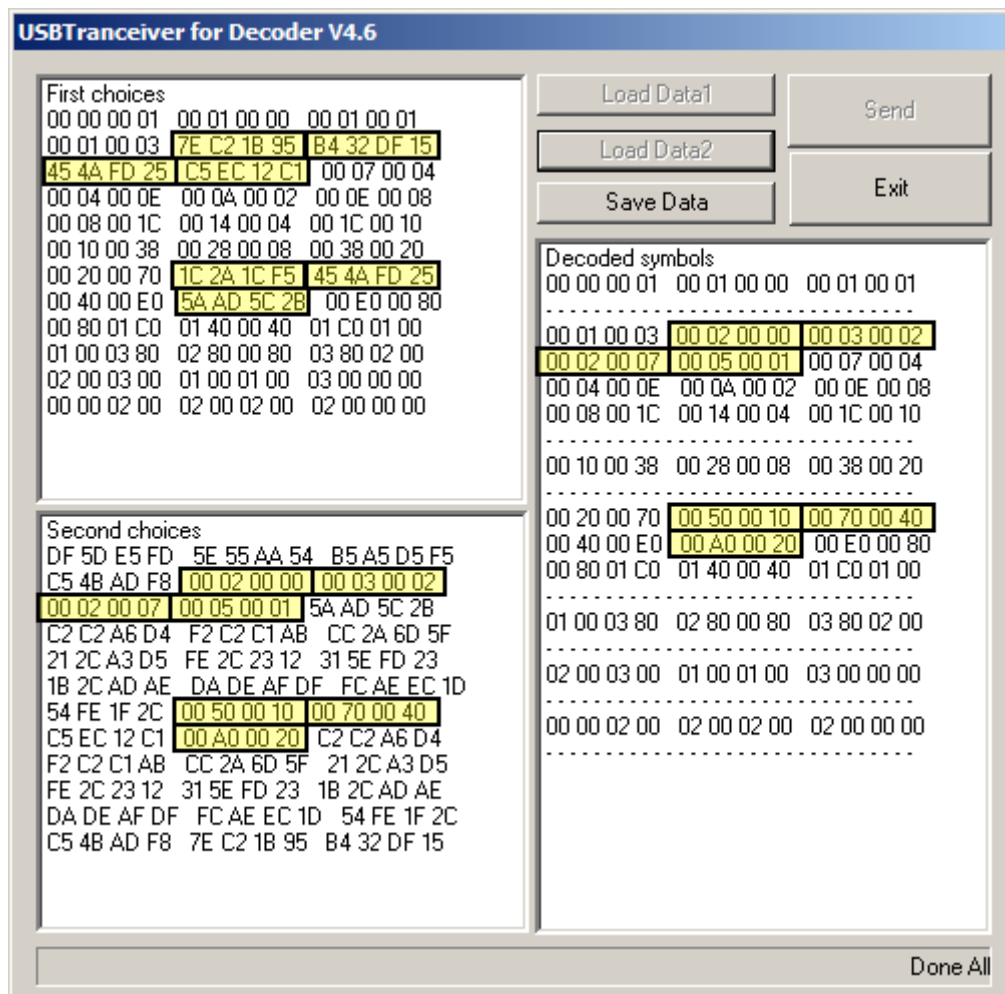 USBTranceiver for Decoder V4.6
First choices
00 00 00 01 00 01 00 00 00 01 00 01
00 01 00 03 7E C2 1B 95 B4 32 DF 15
45 4A FD 25 C5 EC 12 C1 00 07 00 04
00 04 00 0E 00 0A 00 02 00 0E 00 08
00 08 00 1C 00 14 00 04 00 1C 00 10
00 10 00 38 00 28 00 08 00 38 00 20
00 20 00 70 1C 2A 1C F5 45 4A FD 25
00 40 00 E0 5A AD 5C 2B 00 E0 00 80
00 80 01 C0 01 40 00 40 01 C0 01 00
01 00 03 80 02 80 00 80 03 80 02 00
02 00 03 00 01 00 01 00 03 00 00 00
00 00 02 00 02 00 02 00 02 00 00 00
Second choices
DF 5D E5 FD 5E 55 AA 54 B5 A5 D5 F5
C5 4B AD F8 00 02 00 00 00 03 00 02
00 02 00 07 00 05 00 01 5A AD 5C 2B
C2 C2 A6 D4 F2 C2 C1 AB CC 2A 6D 5F
21 2C A3 D5 FE 2C 23 12 31 5E FD 23
1B 2C AD AE DA DE AF DF FC AE EC 1D
54 FE 1F 2C 00 50 00 10 00 70 00 40
C5 EC 12 C1 00 A0 00 20 C2 C2 A6 D4
F2 C2 C1 AB CC 2A 6D 5F 21 2C A3 D5
FE 2C 23 12 31 5E FD 23 1B 2C AD AE
DA DE AF DF FC AE EC 1D 54 FE 1F 2C
C5 4B AD F8 7E C2 1B 95 B4 32 DF 15
Load Data1
Send
Load Data2
Save Data
Exit
Decoded symbols
00 00 00 01 00 01 00 00 00 01 00 01
- - - - - - - - - - - - - - - - - - - - - - - - - - - - - - -
00 01 00 03 00 02 00 00 00 03 00 02
00 02 00 07 00 05 00 01 00 07 00 04
00 04 00 0E 00 0A 00 02 00 0E 00 08
00 08 00 1C 00 14 00 04 00 1C 00 10
- - - - - - - - - - - - - - - - - - - - - - - - - - - - - - -
00 10 00 38 00 28 00 08 00 38 00 20
- - - - - - - - - - - - - - - - - - - - - - - - - - - - - - -
00 20 00 70 00 50 00 10 00 70 00 40
00 40 00 E0 00 A0 00 20 00 E0 00 80
00 80 01 C0 01 40 00 40 01 C0 01 00
- - - - - - - - - - - - - - - - - - - - - - - - - - - - - - -
01 00 03 80 02 80 00 80 03 80 02 00
- - - - - - - - - - - - - - - - - - - - - - - - - - - - - - -
02 00 03 00 01 00 01 00 03 00 00 00
- - - - - - - - - - - - - - - - - - - - - - - - - - - - - - -
00 00 02 00 02 00 02 00 02 00 00 00
- - - - - - - - - - - - - - - - - - - - - - - - - - - - - - -
Done All